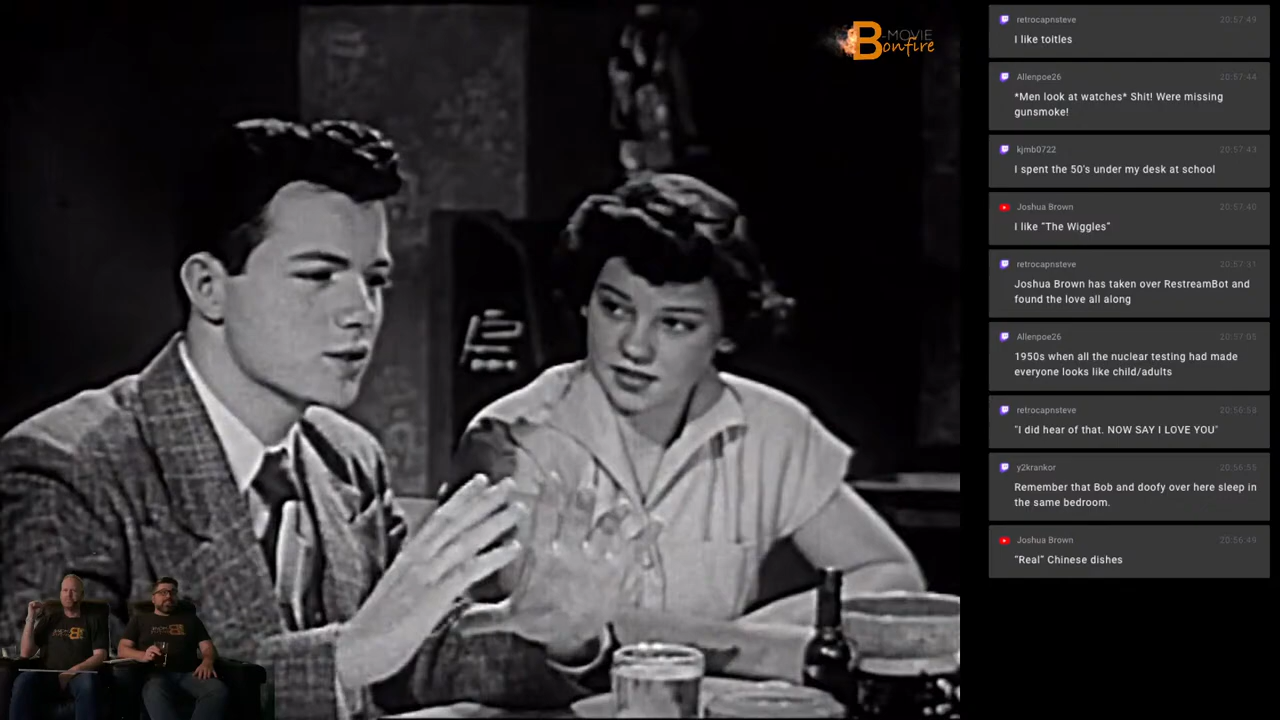 B-MOVIE
Bonfire
retrocapnsteve 20:57:49
I like toitles
Allenpoe26 20:57:44
*Men look at watches* Shit! Were missing
gunsmoke!
kjmb0722 20:57:43
I spent the 50's under my desk at school
Joshua Brown 20:57:40
I like “The Wiggles”
retrocapnsteve 20:57:31
Joshua Brown has taken over RestreamBot and
found the love all along
Allenpoe26 20:57:05
1950s when all the nuclear testing had made
everyone looks like child/adults
retrocapnsteve 20:56:58
"I did hear of that. NOW SAY I LOVE YOU"
y2krankor 20:56:55
Remember that Bob and doofy over here sleep in
the same bedroom.
Joshua Brown 20:56:49
“Real” Chinese dishes